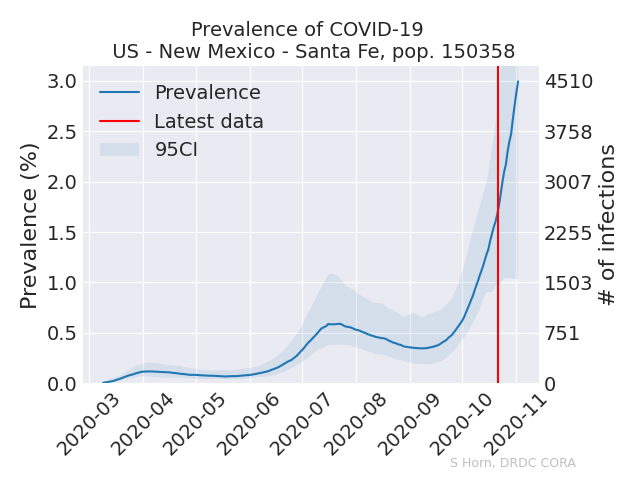 Prevalence of COVID-19
US - New Mexico - Santa Fe, pop. 150358
Prevalence
Latest data
95CI
Prevalence (%)
3.0
2.5
2.0
1.5
1.0
0.5
0.0
4510
3758
3007
2255
1503
751
0
# of infections
2020-03
2020-04
2020-05
2020-06
2020-07
2020-08
2020-09
2020-10
2020-11
S Horn, DRDC CORA